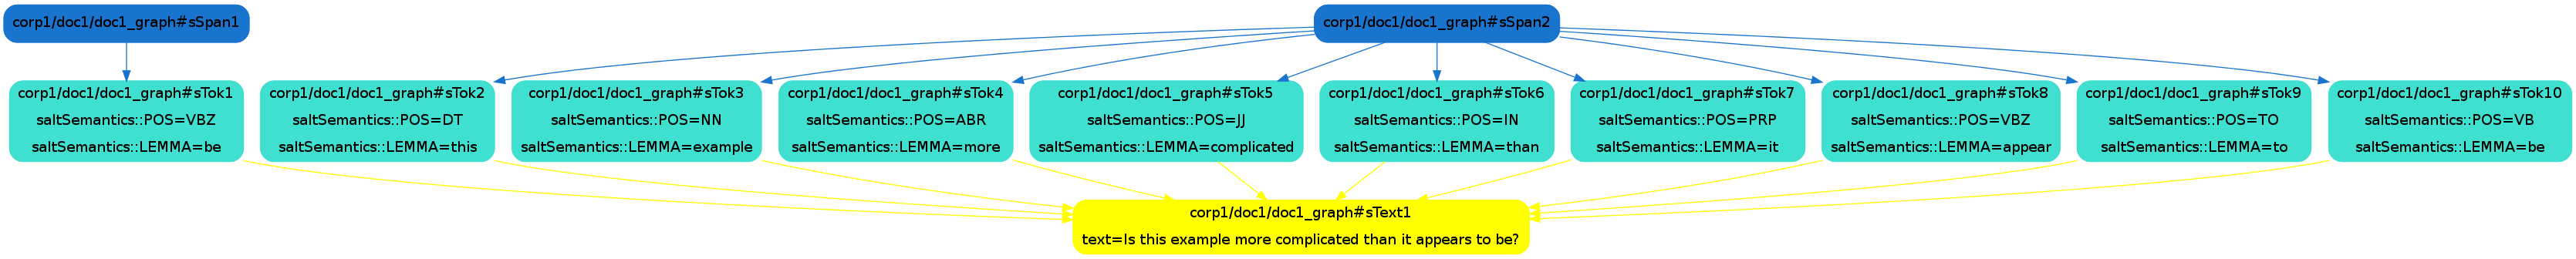 corp1/doc1/doc1_graph#sSpan1
corp1/doc1/doc1_graph#sSpan2
corp1/doc1/doc1_graph#sTok1
saltSemantics::POS=VBZ
saltSemantics::LEMMA=be
corp1/doc1/doc1_graph#sTok2
saltSemantics::POS=DT
saltSemantics::LEMMA=this
corp1/doc1/doc1_graph#sTok3
saltSemantics::POS=NN
saltSemantics::LEMMA=example
corp1/doc1/doc1_graph#sTok4
saltSemantics::POS=ABR
saltSemantics::LEMMA=more
corp1/doc1/doc1_graph#sTok5
saltSemantics::POS=JJ
saltSemantics::LEMMA=complicated
corp1/doc1/doc1_graph#sTok6
saltSemantics::POS=IN
saltSemantics::LEMMA=than
corp1/doc1/doc1_graph#sTok7
saltSemantics::POS=PRP
saltSemantics::LEMMA=it
corp1/doc1/doc1_graph#sTok8
saltSemantics::POS=VBZ
saltSemantics::LEMMA=appear
corp1/doc1/doc1_graph#sTok9
saltSemantics::POS=TO
saltSemantics::LEMMA=to
corp1/doc1/doc1_graph#sTok10
saltSemantics::POS=VB
saltSemantics::LEMMA=be
corp1/doc1/doc1_graph#sText1
text=Is this example more complicated than it appears to be?